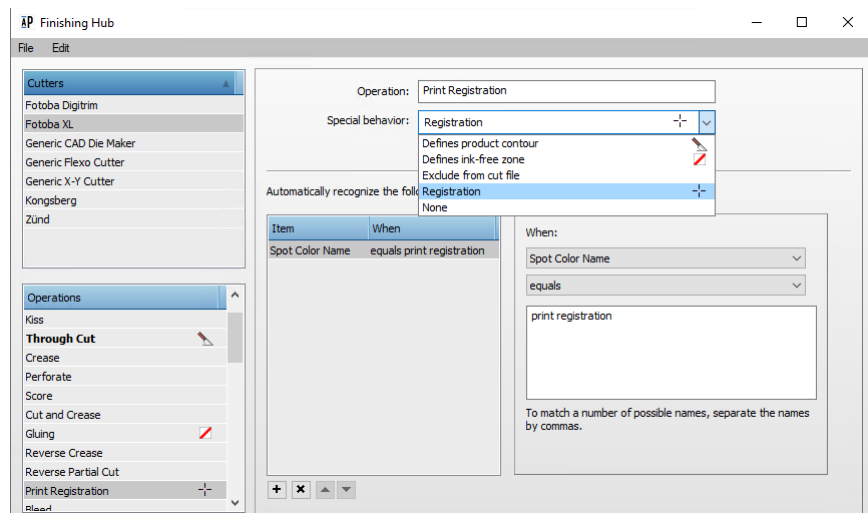 AP Finishing Hub
File Edit
Cutters
Fotoba Digitrim
Fotoba XL
Generic CAD Die Maker
Generic Flexo Cutter
Generic X-Y Cutter
Kongsberg
Zünd
Operations
Kiss
Through Cut
Crease
Perforate
Score
Cut and Crease
Gluing
Reverse Crease
Reverse Partial Cut
Print Registration
Bleed
Operation: Print Registration
Special behavior: Registration
Defines product contour
Defines ink-free zone
Exclude from cut file
Registration
None
Automatically recognize the follo
Item When
Spot Color Name equals print registration
When:
Spot Color Name
equals
print registration
To match a number of possible names, separate the names
by commas.